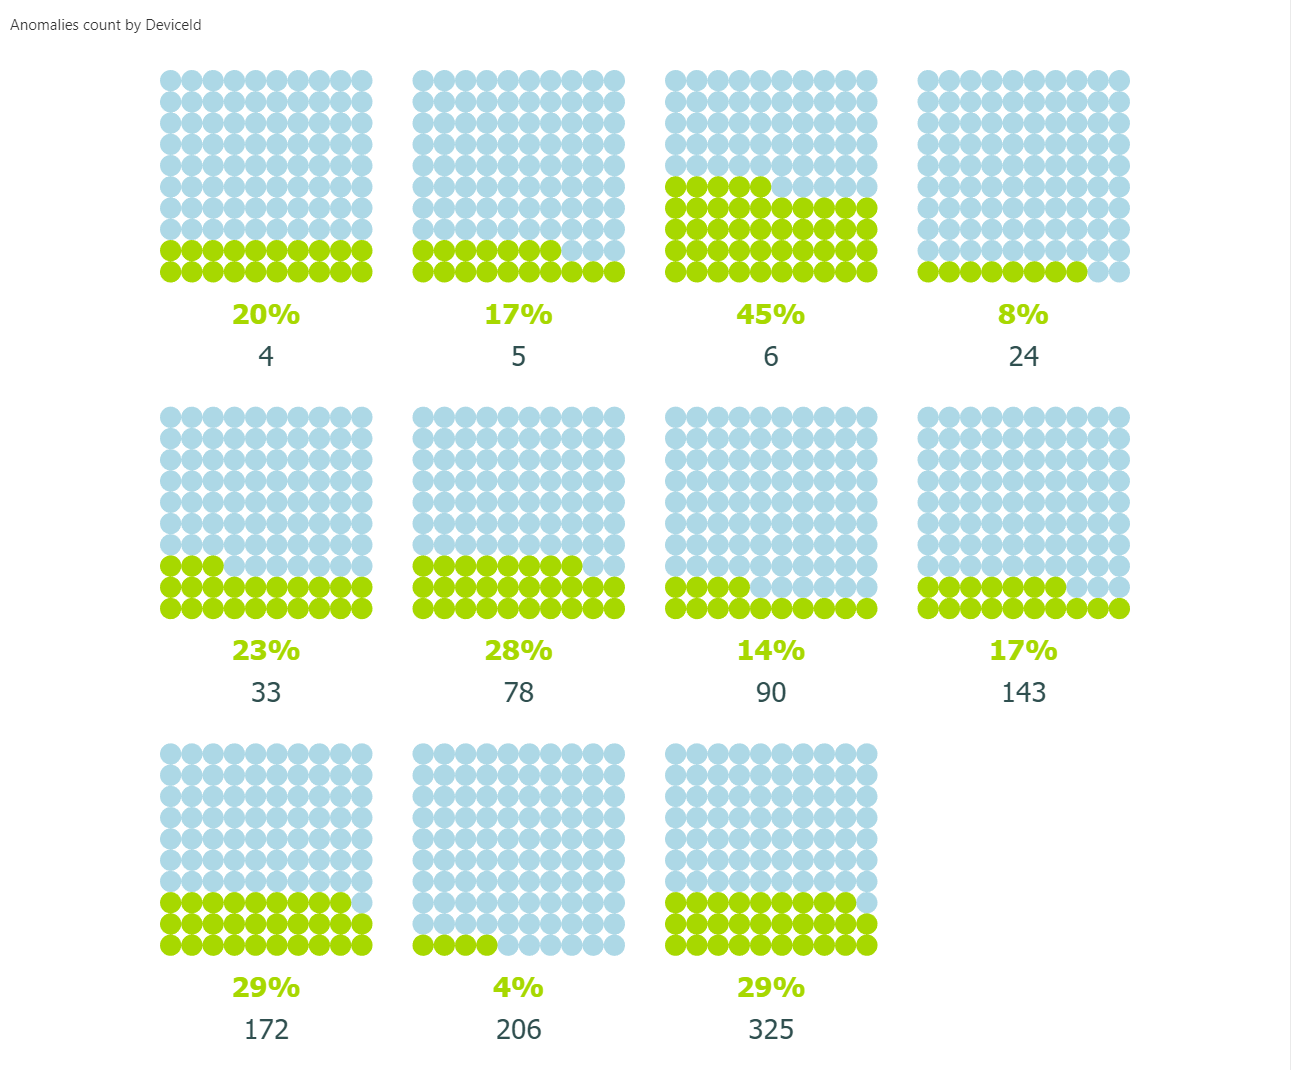 Anomalies count by DeviceId
20% 17% 45% 8%
4 5 6 24
23% 28% 14% 17%
33 78 90 143
29% 4% 29%
172 206 325